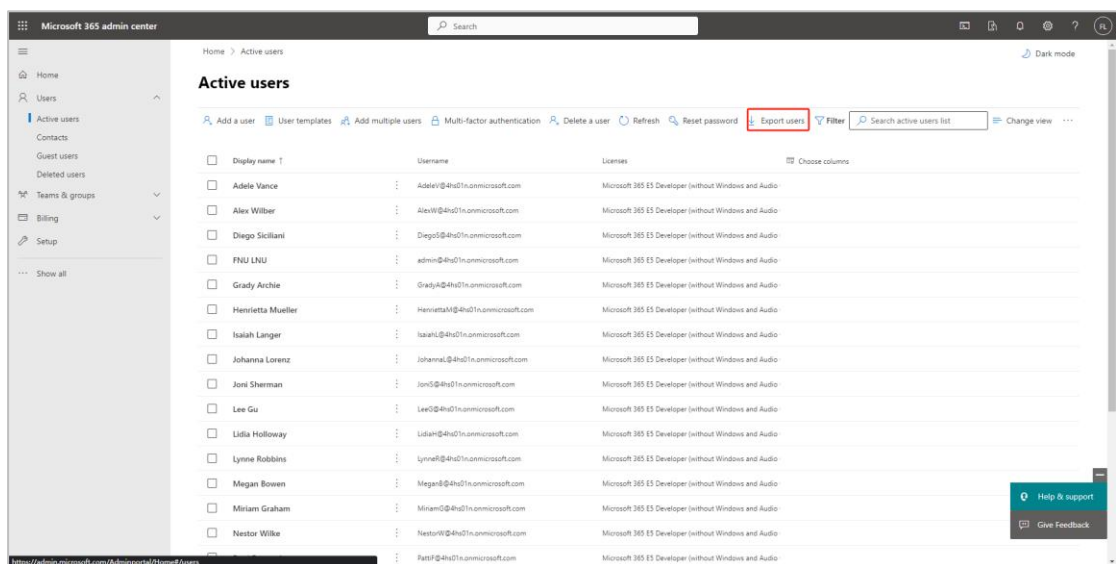 Microsoft 365 admin center
Search
?
FL
Home > Active users
Dark mode
Home
Users
Active users
Contacts
Guest users
Deleted users
Teams & groups
Billing
Setup
··· Show all
Active users
Add a user User templates Add multiple users Multi-factor authentication Delete a user Refresh Reset password Export users Filter Search active users list Change view ···
Display name ↑ Username Licenses Choose columns
Adele Vance AdeleV@4hs01n.onmicrosoft.com Microsoft 365 E5 Developer (without Windows and Audio
Alex Wilber AlexW@4hs01n.onmicrosoft.com Microsoft 365 E5 Developer (without Windows and Audio
Diego Siciliani DiegoS@4hs01n.onmicrosoft.com Microsoft 365 E5 Developer (without Windows and Audio
FNU LNU admin@4hs01n.onmicrosoft.com Microsoft 365 E5 Developer (without Windows and Audio
Grady Archie GradyA@4hs01n.onmicrosoft.com Microsoft 365 E5 Developer (without Windows and Audio
Henrietta Mueller HenriettaM@4hs01n.onmicrosoft.com Microsoft 365 E5 Developer (without Windows and Audio
Isaiah Langer IsaiahL@4hs01n.onmicrosoft.com Microsoft 365 E5 Developer (without Windows and Audio
Johanna Lorenz JohannaL@4hs01n.onmicrosoft.com Microsoft 365 E5 Developer (without Windows and Audio
Joni Sherman JoniS@4hs01n.onmicrosoft.com Microsoft 365 E5 Developer (without Windows and Audio
Lee Gu LeeG@4hs01n.onmicrosoft.com Microsoft 365 E5 Developer (without Windows and Audio
Lidia Holloway LidiaH@4hs01n.onmicrosoft.com Microsoft 365 E5 Developer (without Windows and Audio
Lynne Robbins LynneR@4hs01n.onmicrosoft.com Microsoft 365 E5 Developer (without Windows and Audio
Megan Bowen MeganB@4hs01n.onmicrosoft.com Microsoft 365 E5 Developer (without Windows and Audio
Miriam Graham MiriamG@4hs01n.onmicrosoft.com Microsoft 365 E5 Developer (without Windows and Audio
Nestor Wilke NestorW@4hs01n.onmicrosoft.com Microsoft 365 E5 Developer (without Windows and Audio
PattiF@4hs01n.onmicrosoft.com Microsoft 365 E5 Developer (without Windows and Audio
Help & support
Give Feedback
https://admin.microsoft.com/Adminportal/Home#/users